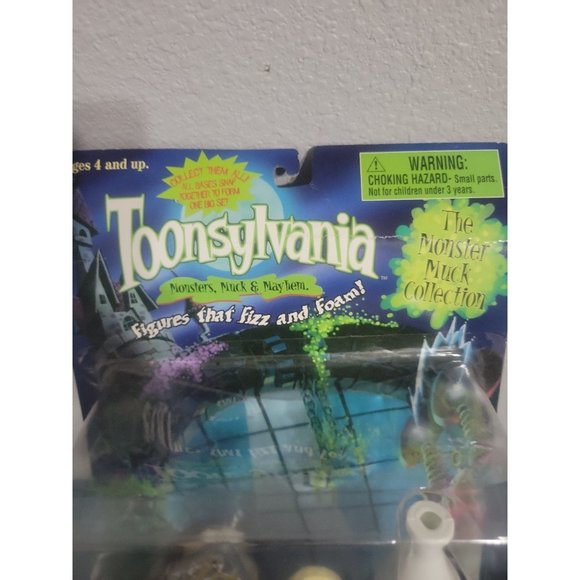 ges 4 and up.
COLLECT THEM ALL!
ALL BASES SNAP
TOGETHER TO FORM
ONE BIG SET
WARNING:
CHOKING HAZARD- Small parts.
Not for children under 3 years.
Toonsylvania™
Monsters, Muck & Mayhem.
Figures that Fizz and Foam!
The
Monster
Muck
Collection